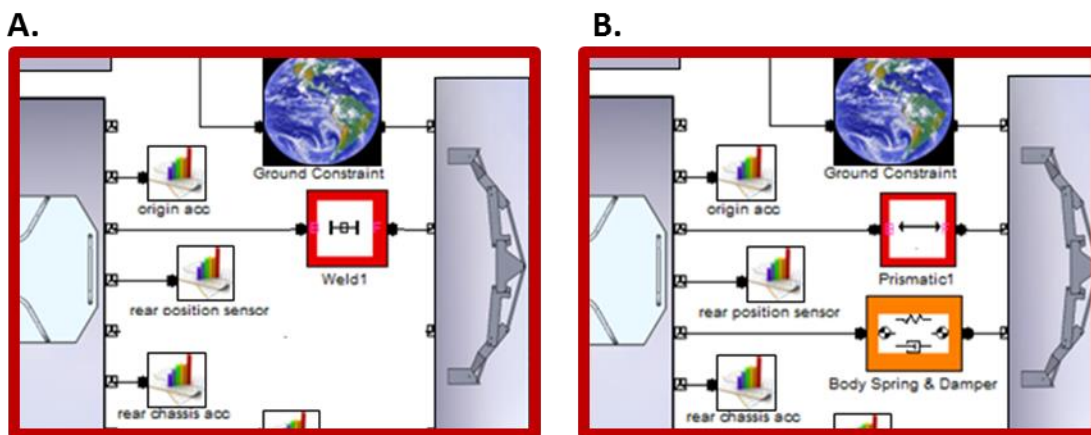 A.
B.
Ground Constraint
origin acc
Weld1
rear position sensor
rear chassis acc
Ground Constraint
origin acc
Prismatic1
rear position sensor
Body Spring & Damper
rear chassis acc